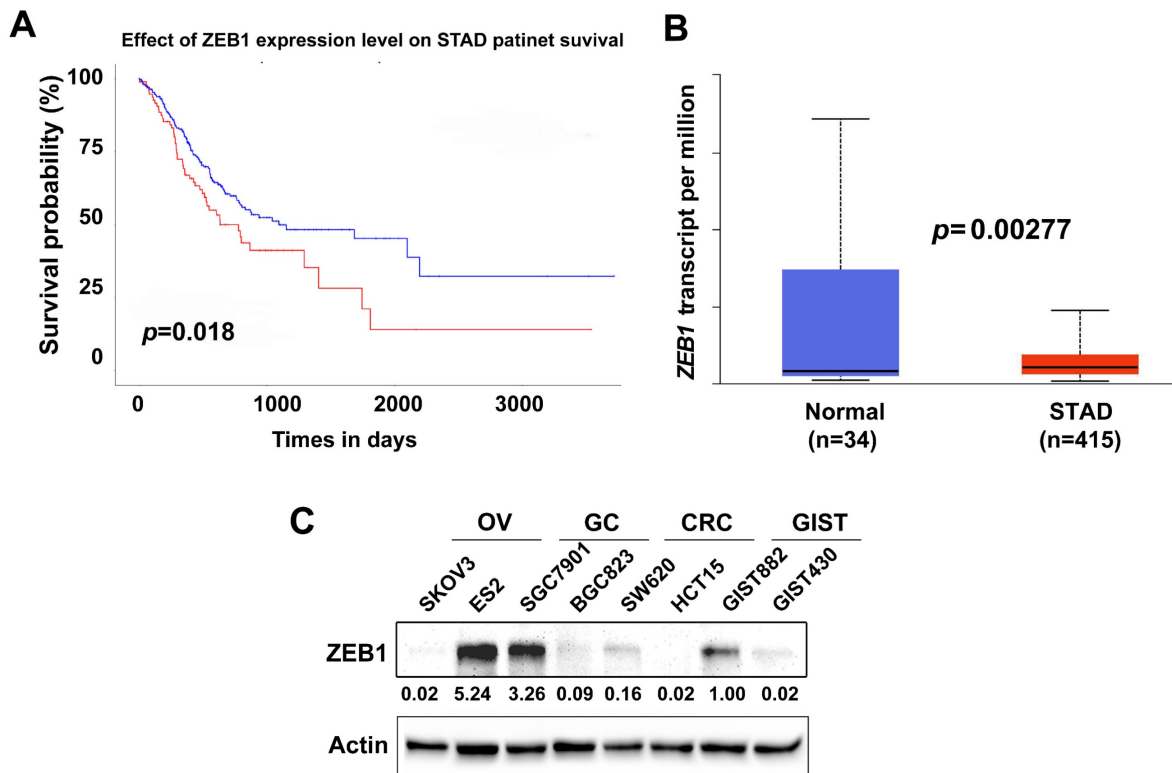 A
Effect of ZEB1 expression level on STAD patinet suvival
Survival probability (%)
100
75
50
25
0
p=0.018
0 1000 2000 3000
Times in days
B
ZEB1 transcript per million
p=0.00277
Normal STAD
(n=34) (n=415)
C
OV GC CRC GIST
SKOV3 ES2 SGC7901 BGC823 SW620 HCT15 GIST882 GIST430
ZEB1
0.02 5.24 3.26 0.09 0.16 0.02 1.00 0.02
Actin